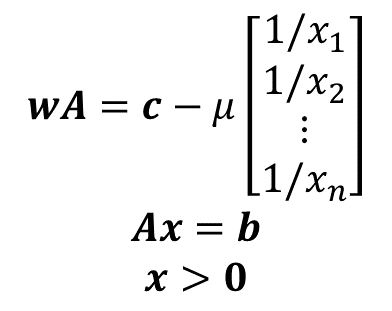 wA = c − μ [1/x₁
1/x₂
⋮
1/xₙ]
Ax = b
x > 0